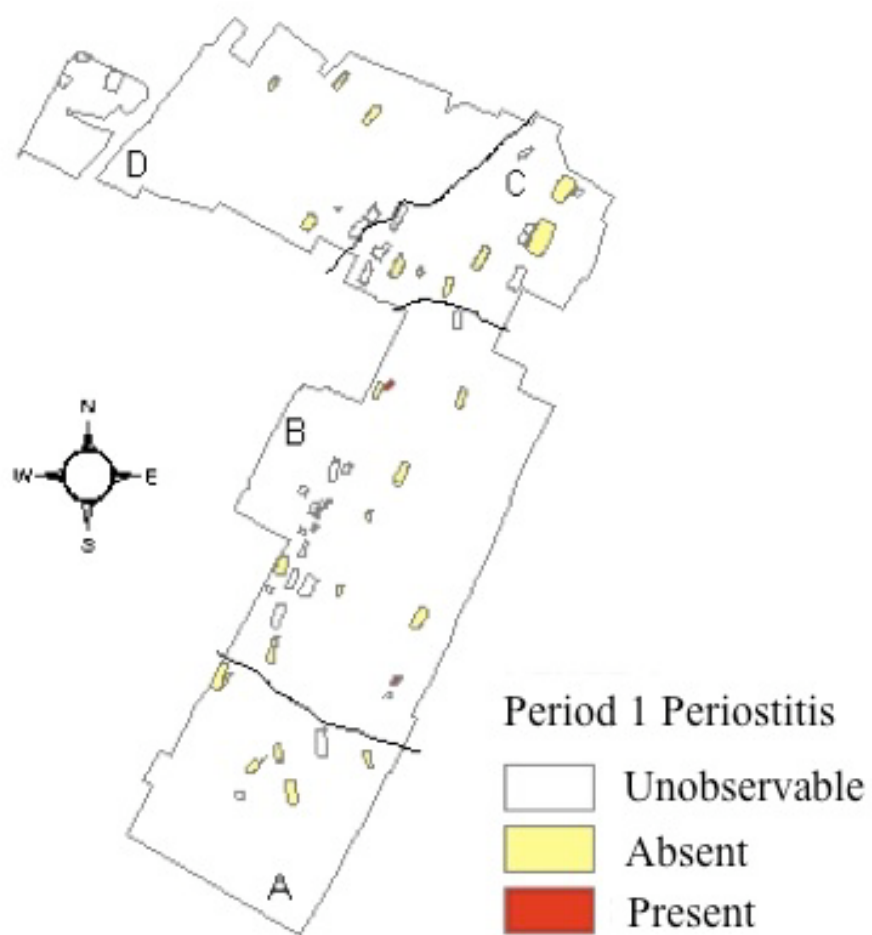 D
C
B
N
W E
S
A
Period 1 Periostitis
Unobservable
Absent
Present